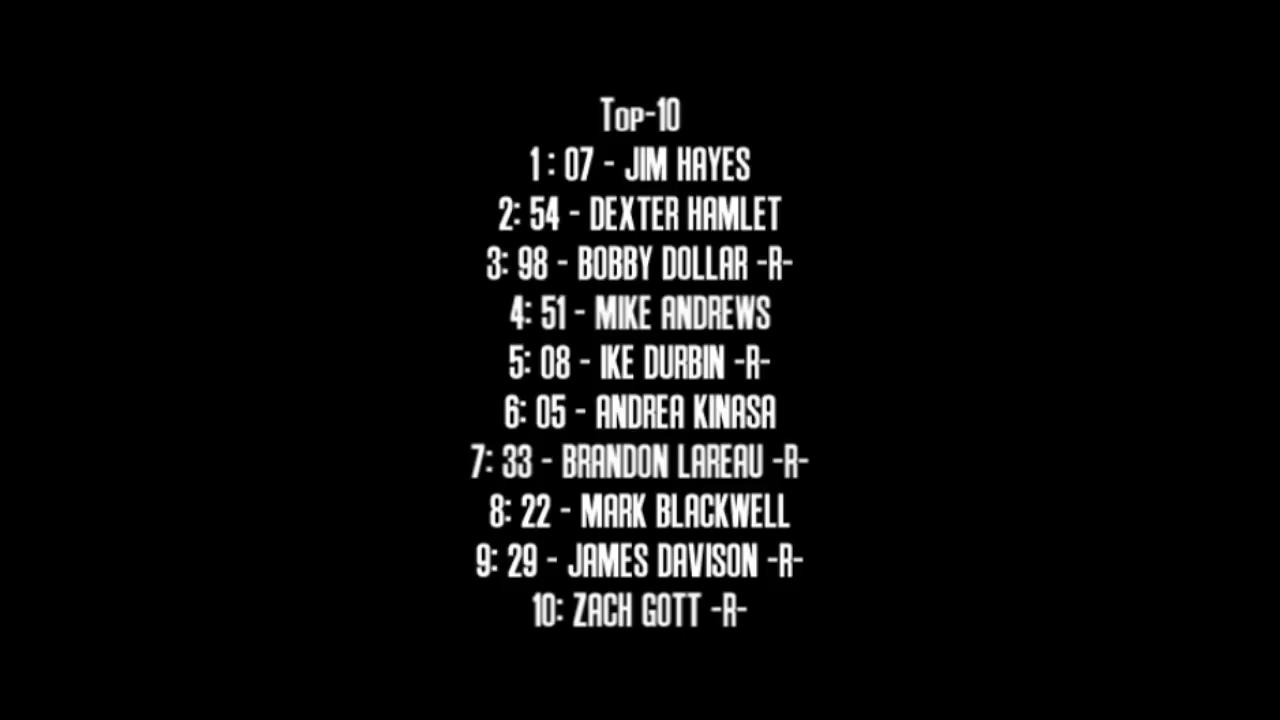 Top-10
1 : 07 - JIM HAYES
2: 54 - DEXTER HAMLET
3: 98 - BOBBY DOLLAR -R-
4: 51 - MIKE ANDREWS
5: 08 - IKE DURBIN -R-
6: 05 - ANDREA KINASA
7: 33 - BRANDON LAREAU -R-
8: 22 - MARK BLACKWELL
9: 29 - JAMES DAVISON -R-
10: ZACH GOTT -R-